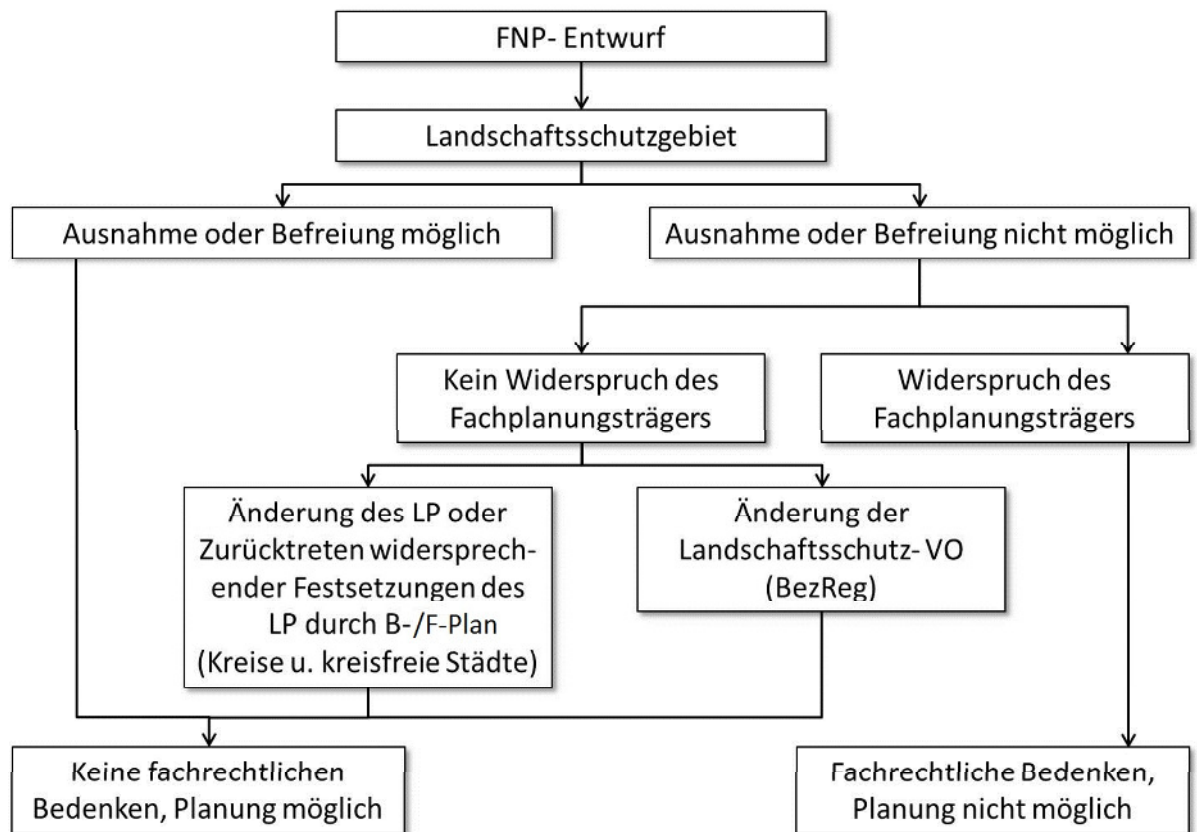 FNP- Entwurf
Landschaftsschutzgebiet
Ausnahme oder Befreiung möglich
Ausnahme oder Befreiung nicht möglich
Kein Widerspruch des
Fachplanungsträgers
Widerspruch des
Fachplanungsträgers
Änderung des LP oder
Zurücktreten widersprech-
ender Festsetzungen des
LP durch B-/F-Plan
(Kreise u. kreisfreie Städte)
Änderung der
Landschaftsschutz- VO
(BezReg)
Keine fachrechtlichen
Bedenken, Planung möglich
Fachrechtliche Bedenken,
Planung nicht möglich